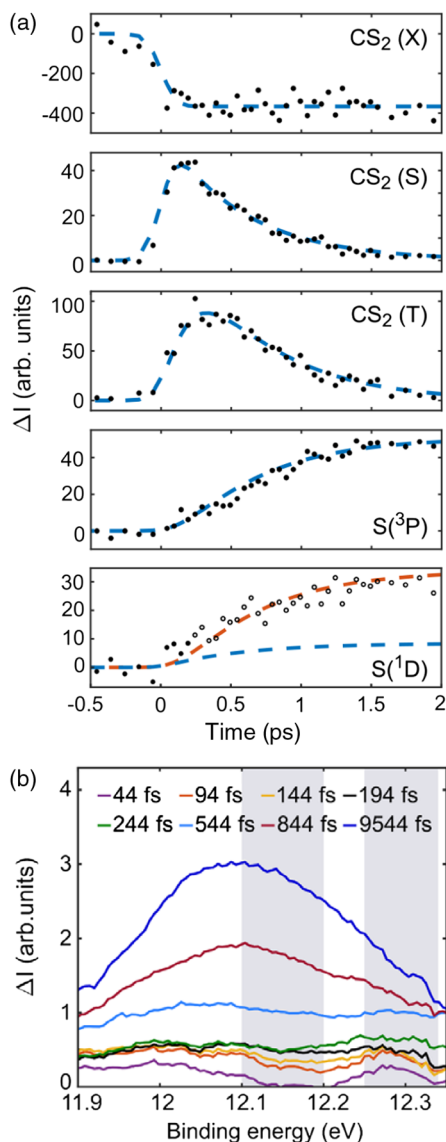 (a)
0
-200
-400
CS₂ (X)
40
20
0
CS₂ (S)
100
50
0
CS₂ (T)
ΔI (arb. units)
40
20
0
S(³P)
30
20
10
0
S(¹D)
-0.5 0 0.5 1 1.5 2
Time (ps)
(b)
4
3
2
1
0
ΔI (arb.units)
44 fs 94 fs 144 fs 194 fs
244 fs 544 fs 844 fs 9544 fs
11.9 12 12.1 12.2 12.3
Binding energy (eV)